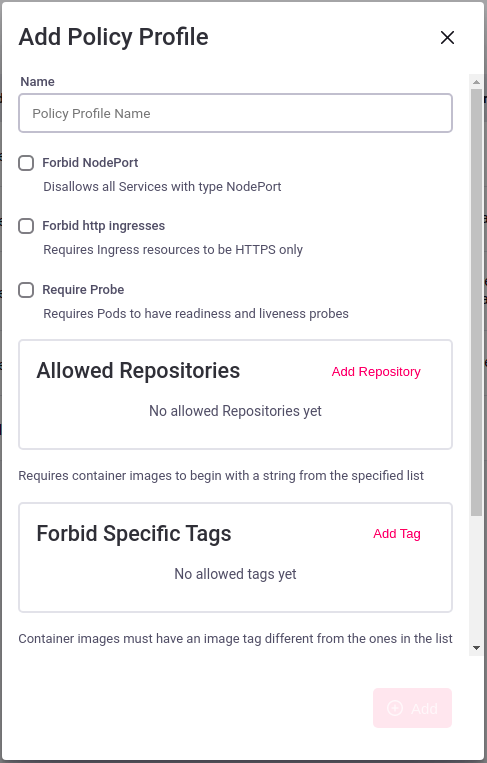 Add Policy Profile
Name
Policy Profile Name
Forbid NodePort
Disallows all Services with type NodePort
Forbid http ingresses
Requires Ingress resources to be HTTPS only
Require Probe
Requires Pods to have readiness and liveness probes
Allowed Repositories
Add Repository
No allowed Repositories yet
Requires container images to begin with a string from the specified list
Forbid Specific Tags
Add Tag
No allowed tags yet
Container images must have an image tag different from the ones in the list
Add